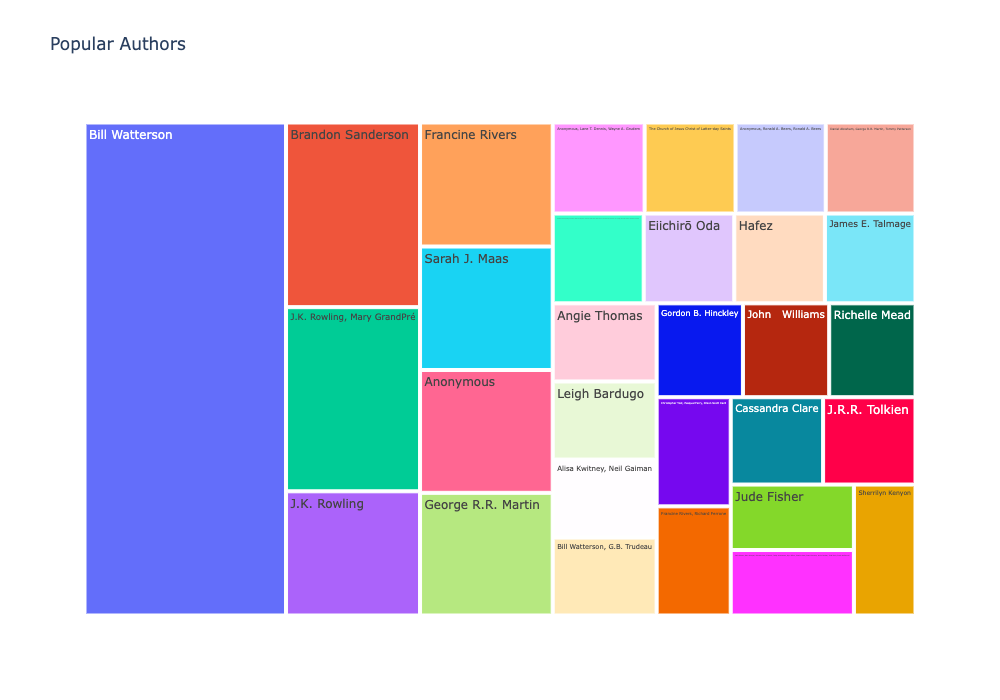 Popular Authors
Bill Watterson
Brandon Sanderson
J.K. Rowling, Mary GrandPré
J.K. Rowling
Francine Rivers
Sarah J. Maas
Anonymous
George R.R. Martin
Anonymous, Lane T. Dennis, Wayne A. Grudem
The Church of Jesus Christ of Latter-day Saints
Anonymous, Ronald A. Beers, Ronald A. Beers
Eiichirō Oda
Hafez
James E. Talmage
Angie Thomas
Leigh Bardugo
Alisa Kwitney, Neil Gaiman
Bill Watterson, G.B. Trudeau
Gordon B. Hinckley
John   Williams
Richelle Mead
Cassandra Clare
J.R.R. Tolkien
Jude Fisher
Sherrilyn Kenyon